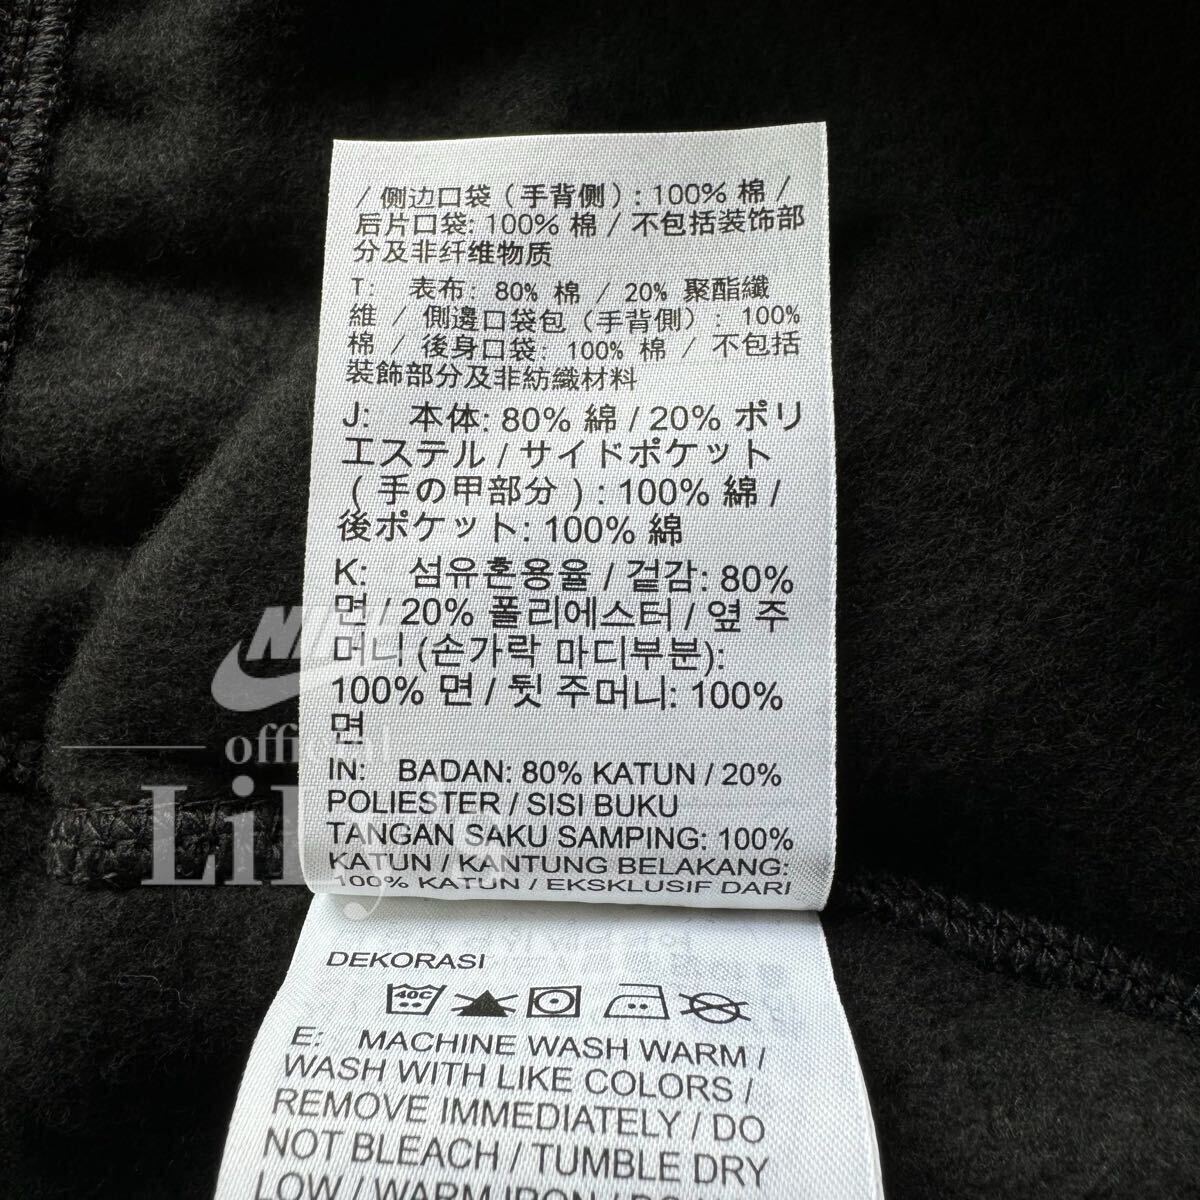 / 侧边口袋 ( 手背侧 ) : 100% 棉 /
后片口袋: 100% 棉 / 不包括装饰部
分及非纤维物质
T: 表布: 80% 棉 / 20% 聚酯纖
維 / 側邊口袋包 (手背側) : 100%
棉 / 後身口袋: 100% 棉 / 不包括
裝飾部分及非紡織材料
J: 本体: 80% 綿 / 20% ポリ
エステル / サイドポケット
( 手の甲部分 ) : 100% 綿 /
後ポケット: 100% 綿
K: 섬유혼용율 / 겉감: 80%
면 / 20% 폴리에스터 / 옆 주
머니 (손가락 마디부분):
100% 면 / 뒷 주머니: 100%
면
IN: BADAN: 80% KATUN / 20%
POLIESTER / SISI BUKU
TANGAN SAKU SAMPING: 100%
KATUN / KANTUNG BELAKANG:
100% KATUN / EKSKLUSIF DARI
DEKORASI
40C
E: MACHINE WASH WARM /
WASH WITH LIKE COLORS /
REMOVE IMMEDIATELY / DO
NOT BLEACH / TUMBLE DRY
LOW / WARM IRON /
NIKE
official